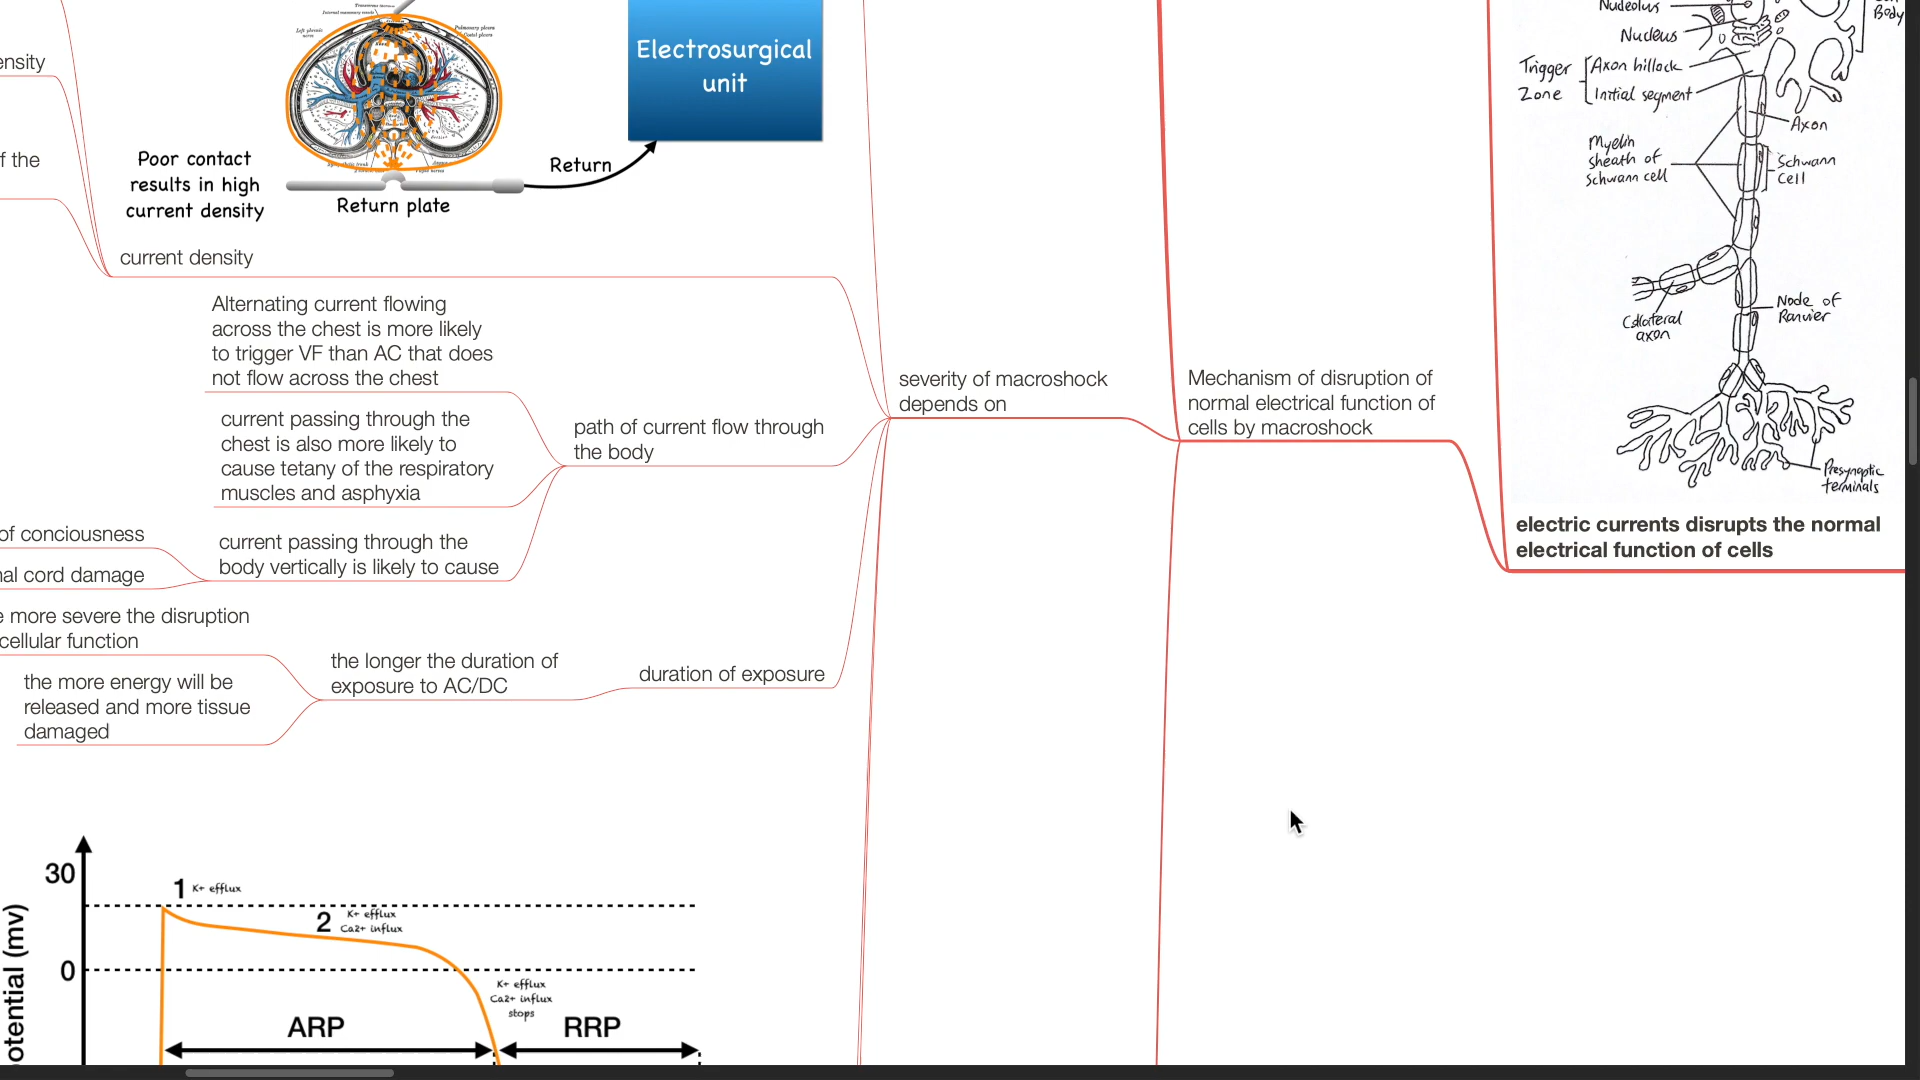 ensity
f the
Poor contact
results in high
current density
Return plate
Return
Electrosurgical
unit
current density
Alternating current flowing
across the chest is more likely
to trigger VF than AC that does
not flow across the chest
current passing through the
chest is also more likely to
cause tetany of the respiratory
muscles and asphyxia
current passing through the
body vertically is likely to cause
of conciousness
nal cord damage
path of current flow through
the body
e more severe the disruption
cellular function
the more energy will be
released and more tissue
damaged
the longer the duration of
exposure to AC/DC
duration of exposure
severity of macroshock
depends on
Mechanism of disruption of
normal electrical function of
cells by macroshock
Nucleolus
Body
Nucleus
Trigger
Zone
Axon hillock
Initial segment
Axon
Myelin
sheath of
Schwann cell
Schwann
Cell
Node of
Ranvier
Collateral
axon
Presynaptic
terminals
electric currents disrupts the normal
electrical function of cells
30
0
otential (mv)
1 K+ efflux
2 K+ efflux
Ca2+ influx
K+ efflux
Ca2+ influx
stops
ARP
RRP